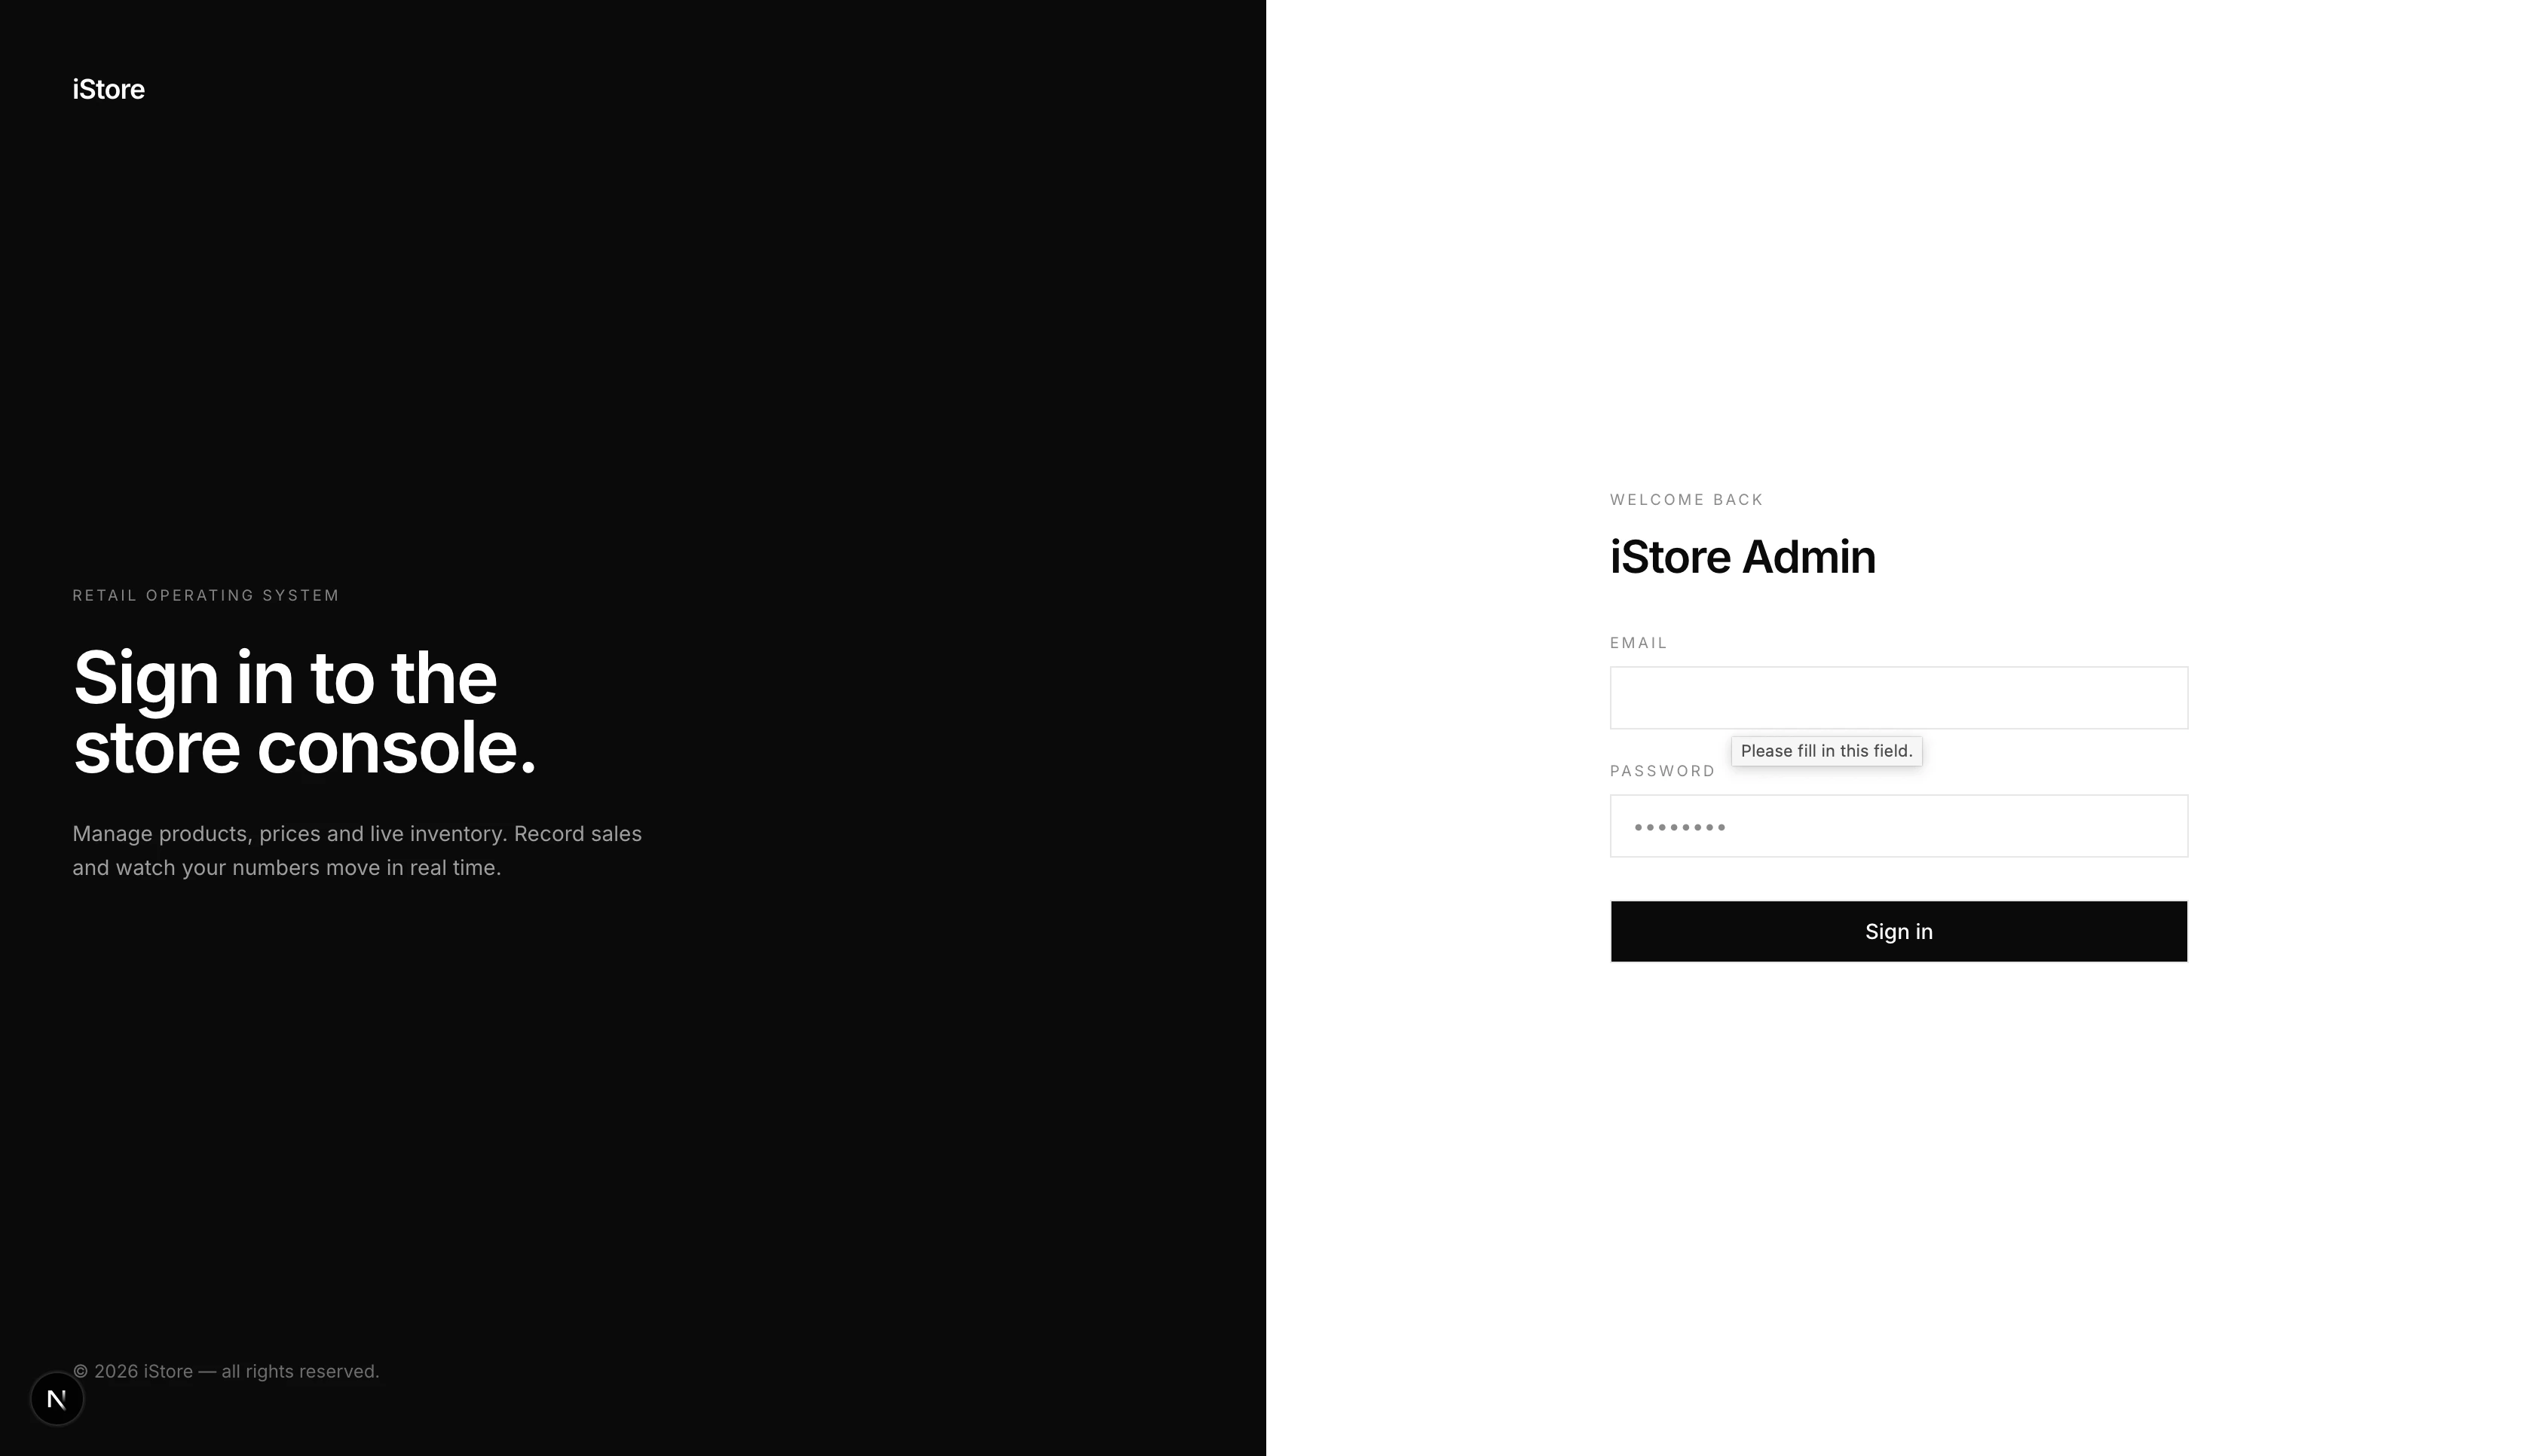 iStore
RETAIL OPERATING SYSTEM
Sign in to the
store console.
Manage products, prices and live inventory. Record sales
and watch your numbers move in real time.
© 2026 iStore — all rights reserved.
N
WELCOME BACK
iStore Admin
EMAIL
Please fill in this field.
PASSWORD
••••••••
Sign in